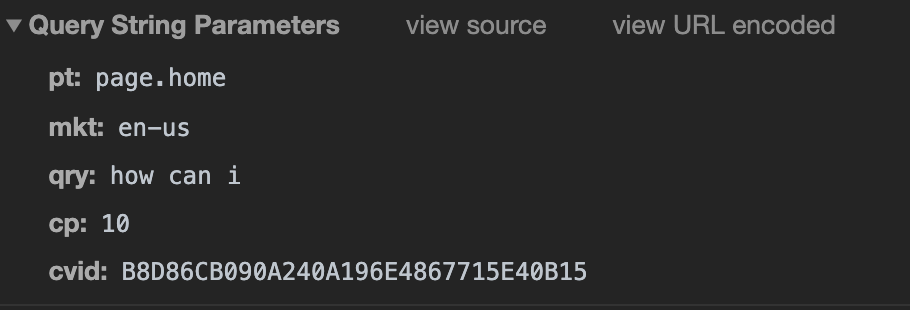 ▼ Query String Parameters view source view URL encoded
pt: page.home
mkt: en-us
qry: how can i
cp: 10
cvid: B8D86CB090A240A196E4867715E40B15